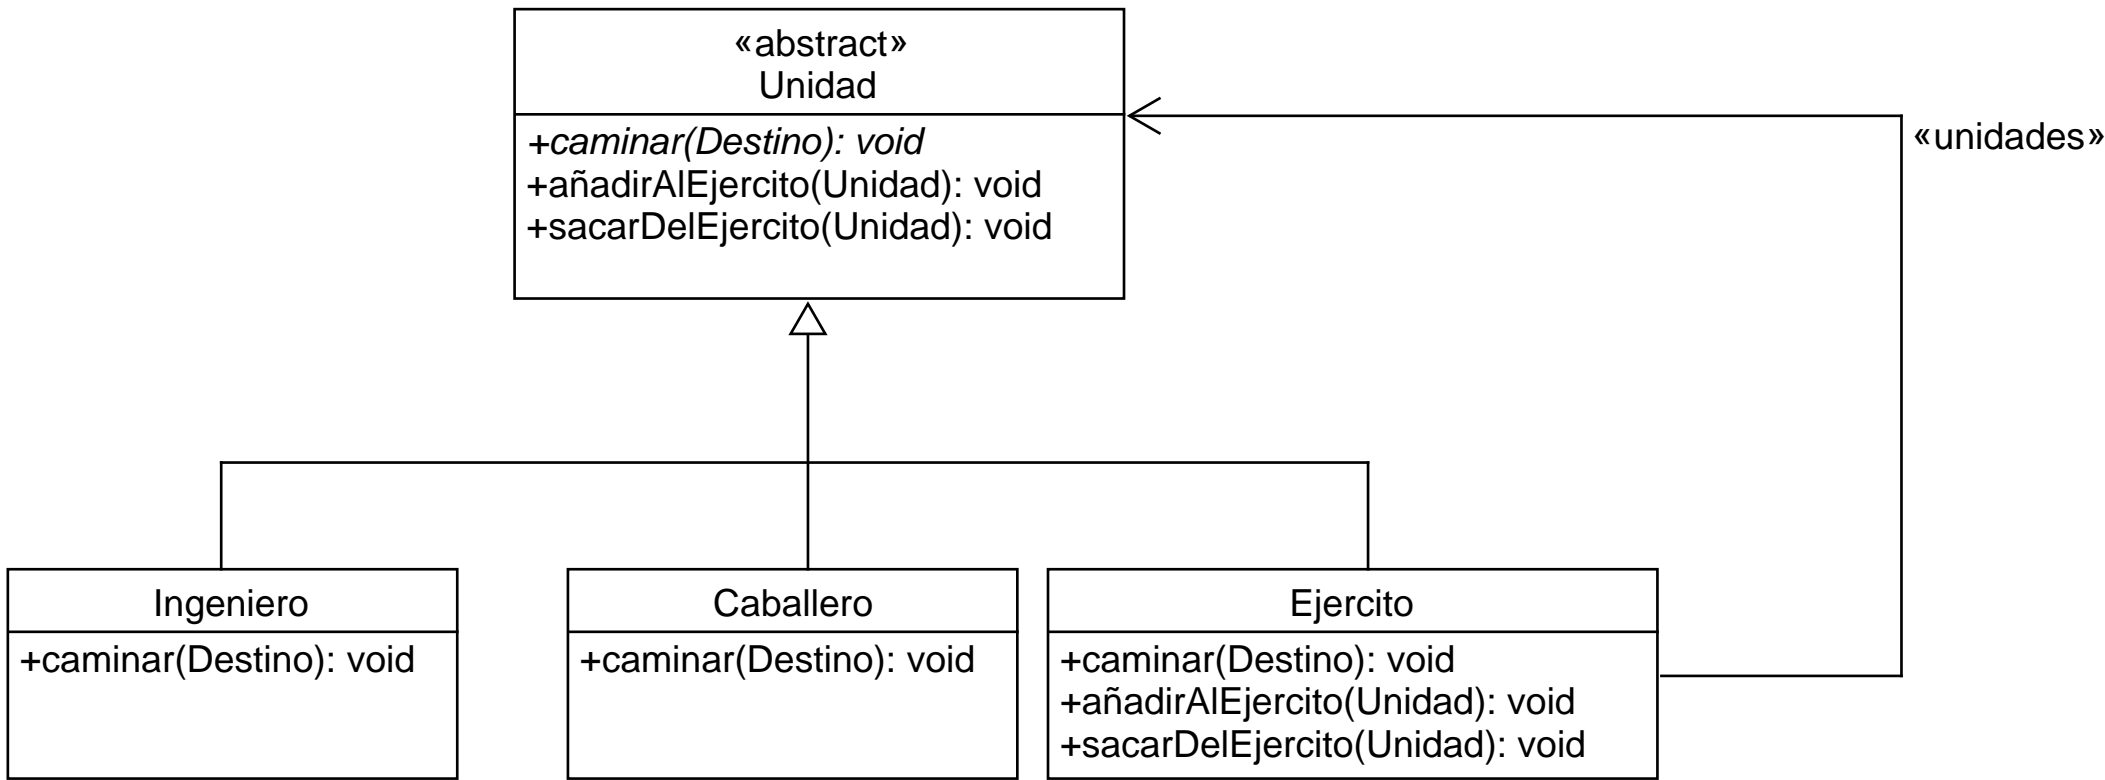 «abstract»
Unidad
+caminar(Destino): void
+añadirAlEjercito(Unidad): void
+sacarDelEjercito(Unidad): void
«unidades»
Ingeniero
+caminar(Destino): void
Caballero
+caminar(Destino): void
Ejercito
+caminar(Destino): void
+añadirAlEjercito(Unidad): void
+sacarDelEjercito(Unidad): void